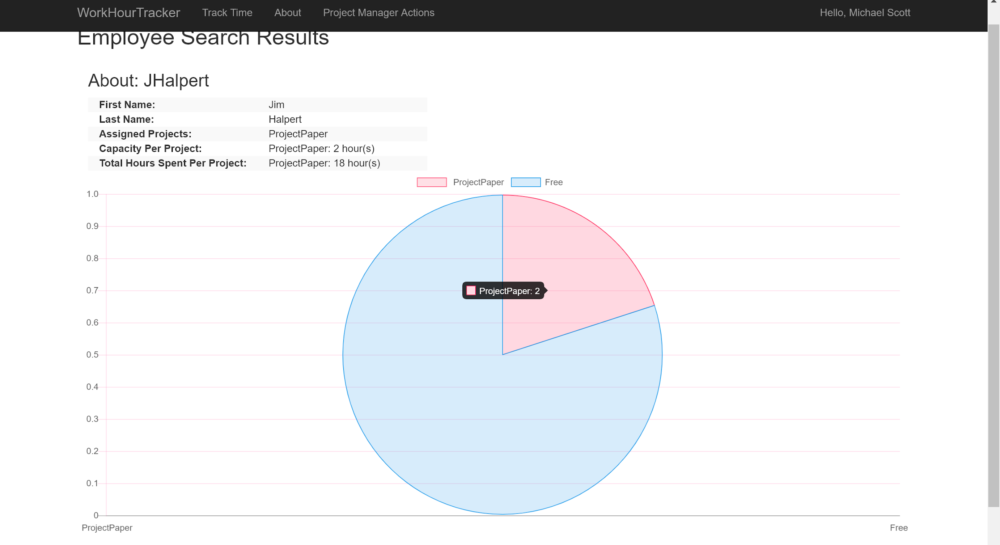 WorkHourTracker Track Time About Project Manager Actions Hello, Michael Scott
Employee Search Results
About: JHalpert
First Name: Jim
Last Name: Halpert
Assigned Projects: ProjectPaper
Capacity Per Project: ProjectPaper: 2 hour(s)
Total Hours Spent Per Project: ProjectPaper: 18 hour(s)
ProjectPaper Free
1.0
0.9
0.8
0.7
ProjectPaper: 2
0.6
0.5
0.4
0.3
0.2
0.1
0
ProjectPaper Free